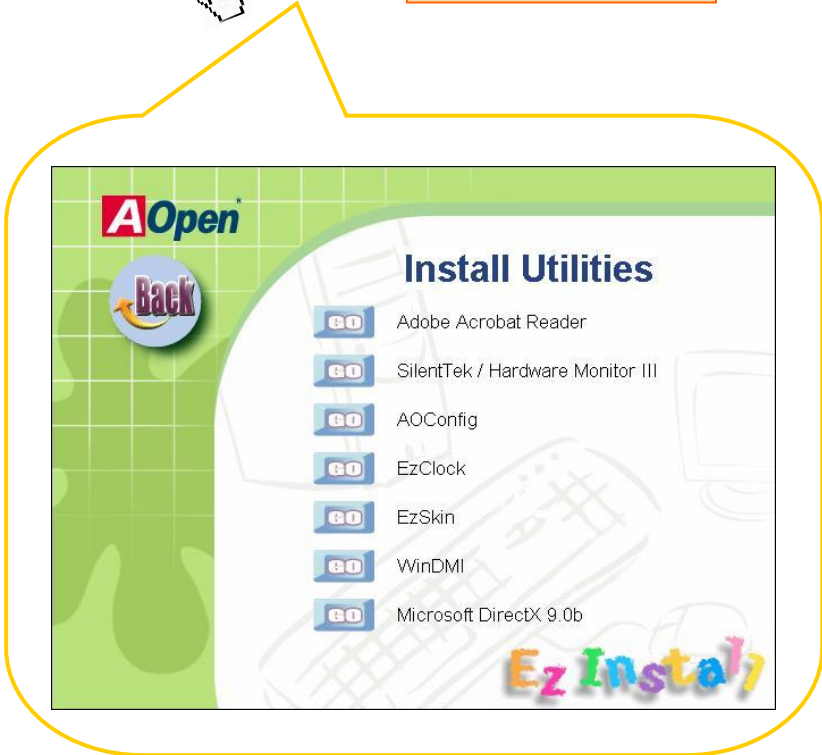 AOpen
Back
Install Utilities
GO Adobe Acrobat Reader
GO SilentTek / Hardware Monitor III
GO AOConfig
GO EzClock
GO EzSkin
GO WinDMI
GO Microsoft DirectX 9.0b
Ez Install